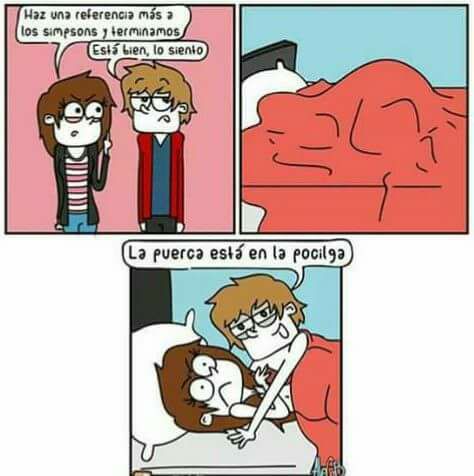 Haz una referencia más a
los simpsons y terminamos
Está bien, lo siento
La puerca está en la pocilga